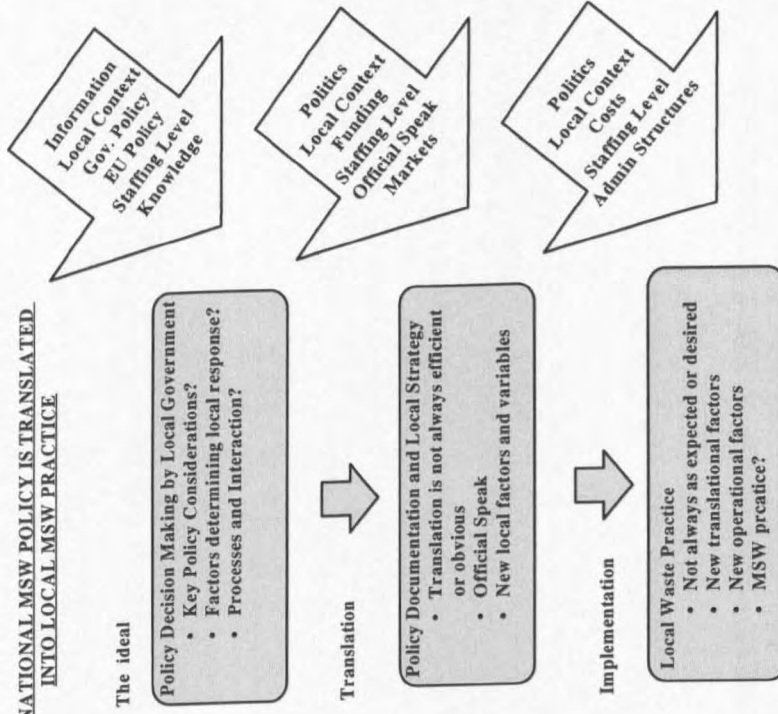 NATIONAL MSW POLICY IS TRANSLATED
INTO LOCAL MSW PRACTICE
The ideal
Policy Decision Making by Local Government
• Key Policy Considerations?
• Factors determining local response?
• Processes and Interaction?
Information
Local Context
Gov. Policy
EU Policy
Staffing Level
Knowledge
Translation
Policy Documentation and Local Strategy
• Translation is not always efficient
or obvious
• Official Speak
• New local factors and variables
Politics
Local Context
Funding
Staffing Level
Official Speak
Markets
Implementation
Local Waste Practice
• Not always as expected or desired
• New translational factors
• New operational factors
• MSW prcatice?
Politics
Local Context
Costs
Staffing Level
Admin Structures